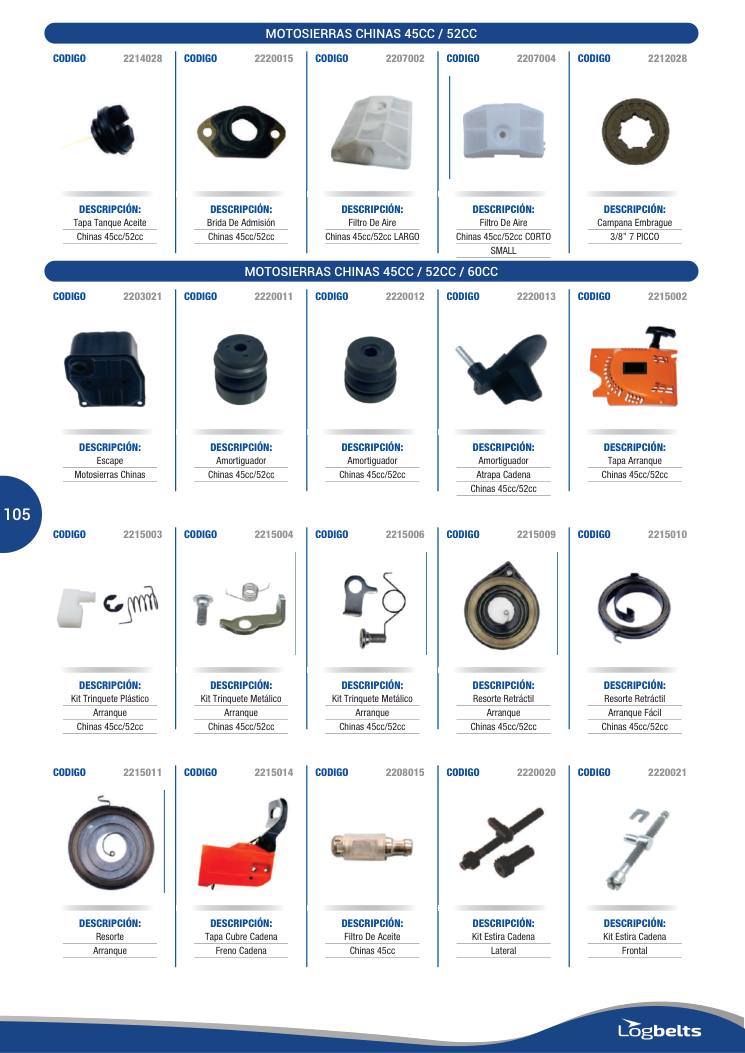 MOTOSIERRAS CHINAS 45CC / 52CC
CODIGO 2214028
DESCRIPCIÓN:
Tapa Tanque Aceite
Chinas 45cc/52cc
CODIGO 2220015
DESCRIPCIÓN:
Brida De Admisión
Chinas 45cc/52cc
CODIGO 2207002
DESCRIPCIÓN:
Filtro De Aire
Chinas 45cc/52cc LARGO
CODIGO 2207004
DESCRIPCIÓN:
Filtro De Aire
Chinas 45cc/52cc CORTO
SMALL
CODIGO 2212028
DESCRIPCIÓN:
Campana Embrague
3/8" 7 PICCO
MOTOSIERRAS CHINAS 45CC / 52CC / 60CC
CODIGO 2203021
DESCRIPCIÓN:
Escape
Motosierras Chinas
CODIGO 2220011
DESCRIPCIÓN:
Amortiguador
Chinas 45cc/52cc
CODIGO 2220012
DESCRIPCIÓN:
Amortiguador
Chinas 45cc/52cc
CODIGO 2220013
DESCRIPCIÓN:
Amortiguador
Atrapa Cadena
Chinas 45cc/52cc
CODIGO 2215002
DESCRIPCIÓN:
Tapa Arranque
Chinas 45cc/52cc
105
CODIGO 2215003
DESCRIPCIÓN:
Kit Trinquete Plástico
Arranque
Chinas 45cc/52cc
CODIGO 2215004
DESCRIPCIÓN:
Kit Trinquete Metálico
Arranque
Chinas 45cc/52cc
CODIGO 2215006
DESCRIPCIÓN:
Kit Trinquete Metálico
Arranque
Chinas 45cc/52cc
CODIGO 2215009
DESCRIPCIÓN:
Resorte Retráctil
Arranque
Chinas 45cc/52cc
CODIGO 2215010
DESCRIPCIÓN:
Resorte Retráctil
Arranque Fácil
Chinas 45cc/52cc
CODIGO 2215011
DESCRIPCIÓN:
Resorte
Arranque
CODIGO 2215014
DESCRIPCIÓN:
Tapa Cubre Cadena
Freno Cadena
CODIGO 2208015
DESCRIPCIÓN:
Filtro De Aceite
Chinas 45cc
CODIGO 2220020
DESCRIPCIÓN:
Kit Estira Cadena
Lateral
CODIGO 2220021
DESCRIPCIÓN:
Kit Estira Cadena
Frontal
Logbelts